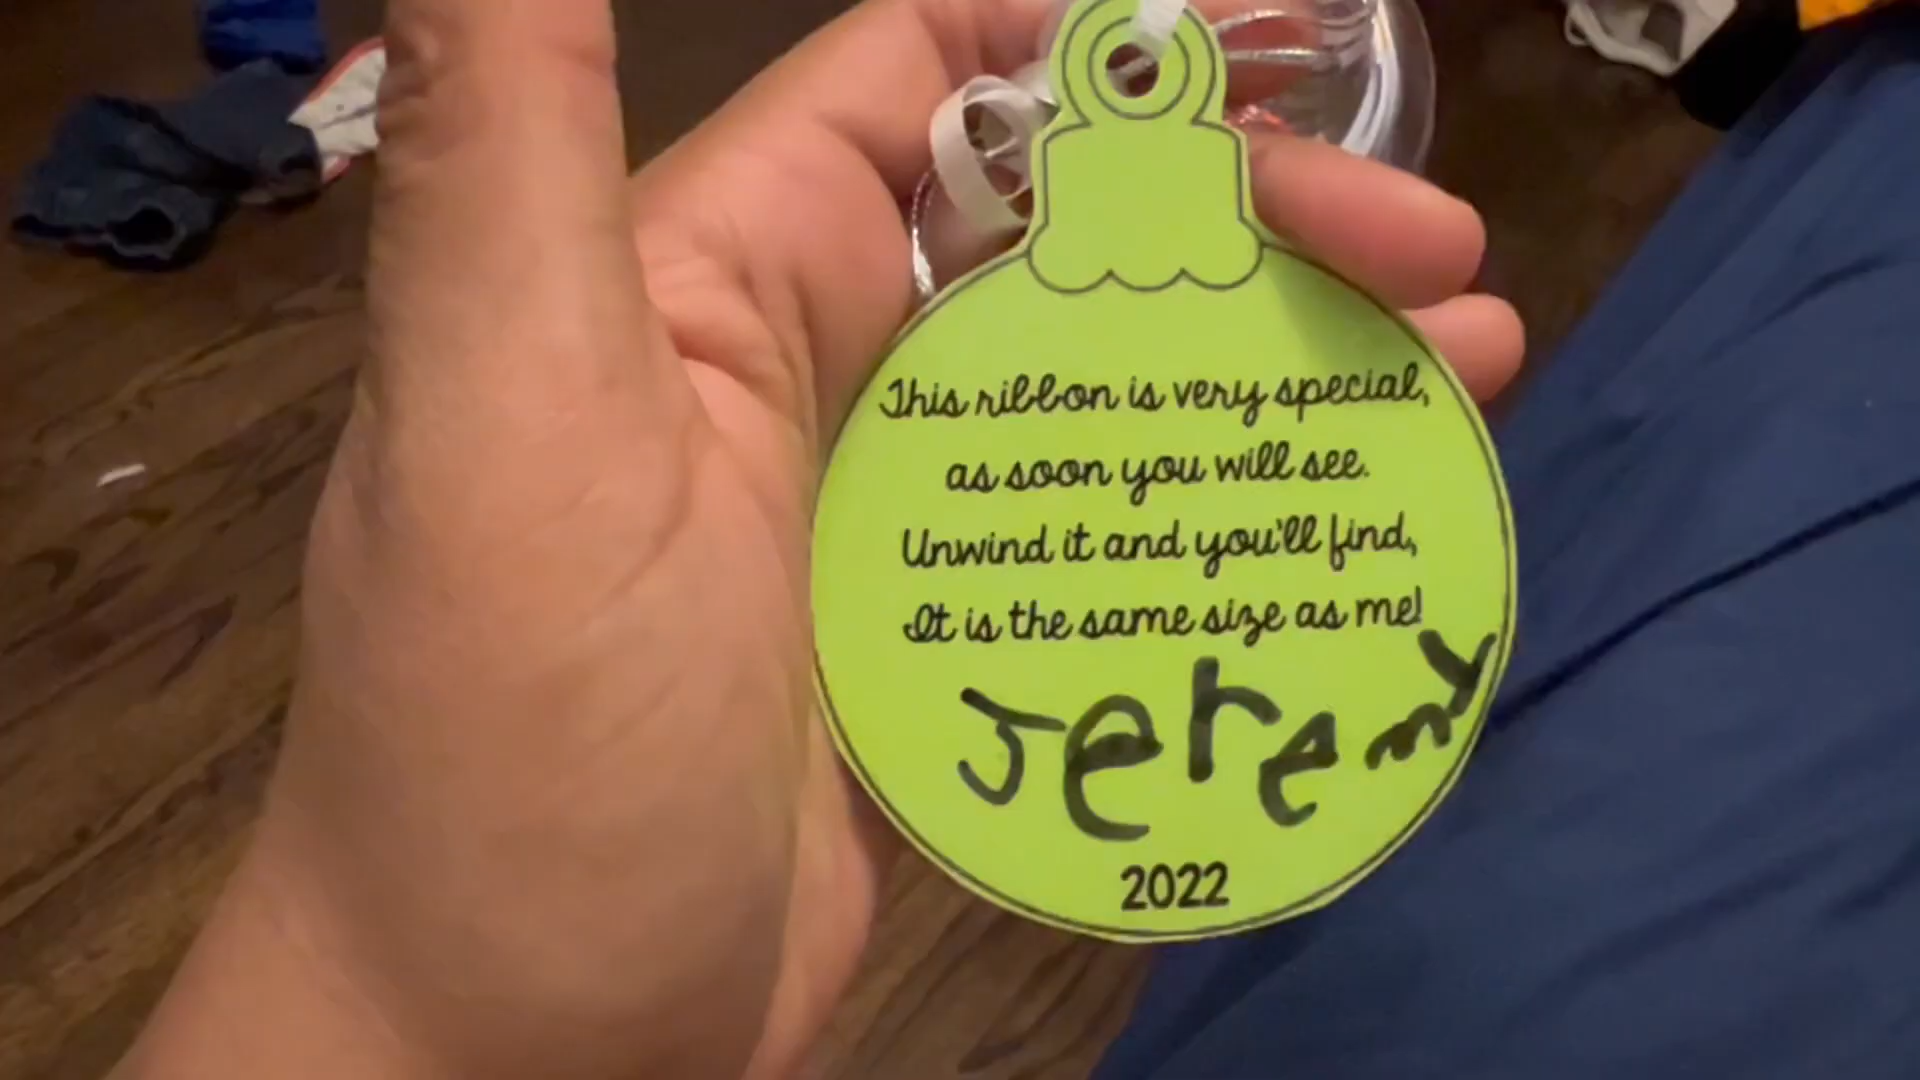 This ribbon is very special,
as soon you will see.
Unwind it and you'll find,
It is the same size as me!
Jeremy
2022